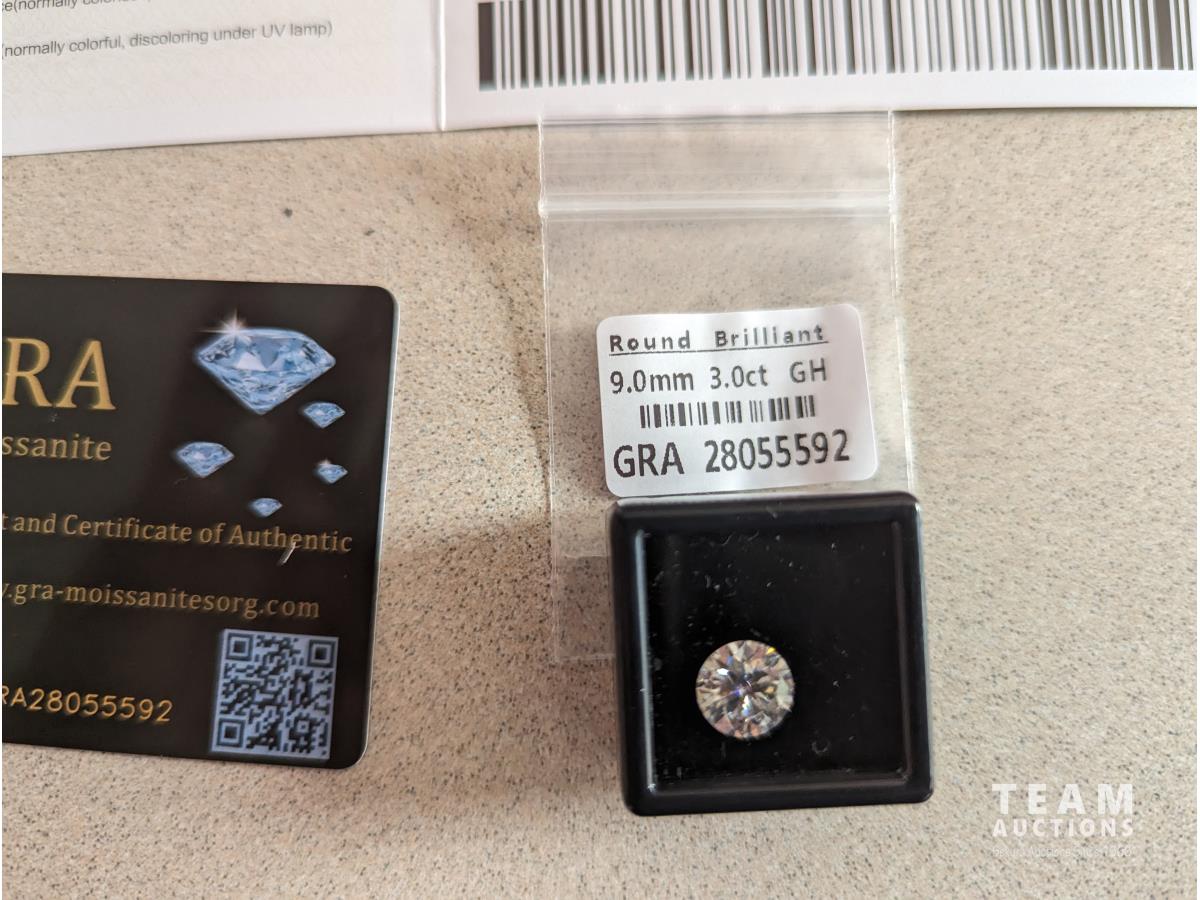 (normally colorful, discoloring under UV lamp)
RA
ssanite
t and Certificate of Authentic
.gra-moissanitesorg.com
RA28055592
Round Brilliant
9.0mm 3.0ct GH
GRA 28055592
TEAM
AUCTIONS